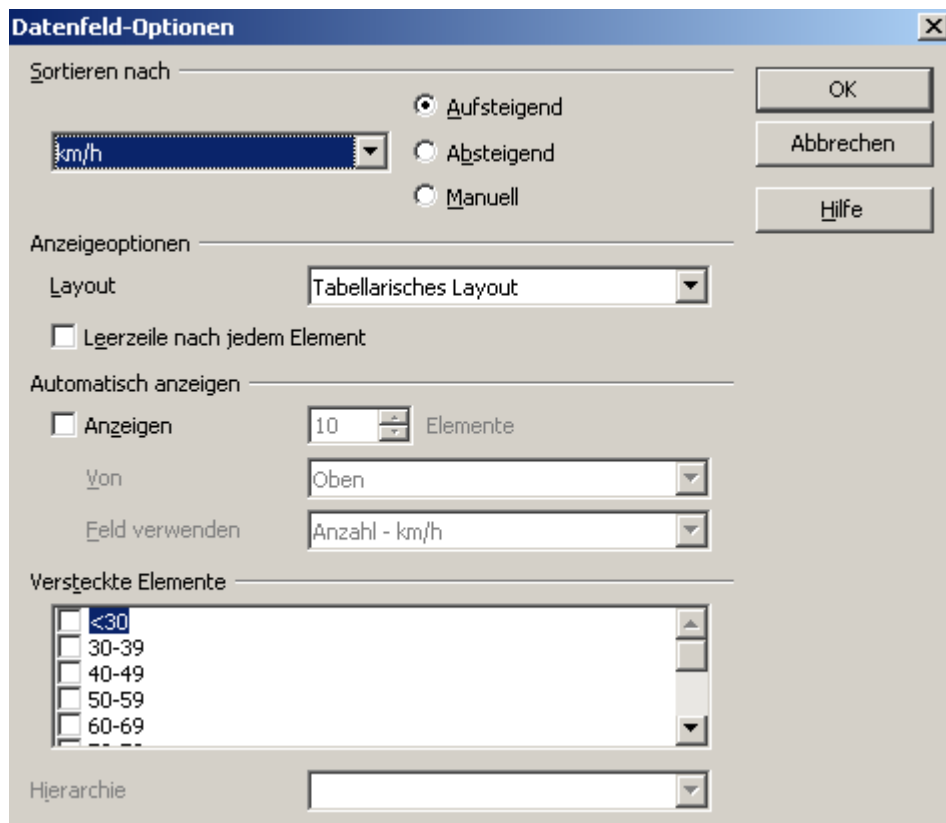 Datenfeld-Optionen
Sortieren nach
km/h
Aufsteigend
Absteigend
Manuell
OK
Abbrechen
Hilfe
Anzeigeoptionen
Layout
Tabellarisches Layout
Leerzeile nach jedem Element
Automatisch anzeigen
Anzeigen
10
Elemente
Von
Oben
Feld verwenden
Anzahl - km/h
Versteckte Elemente
<30
30-39
40-49
50-59
60-69
Hierarchie